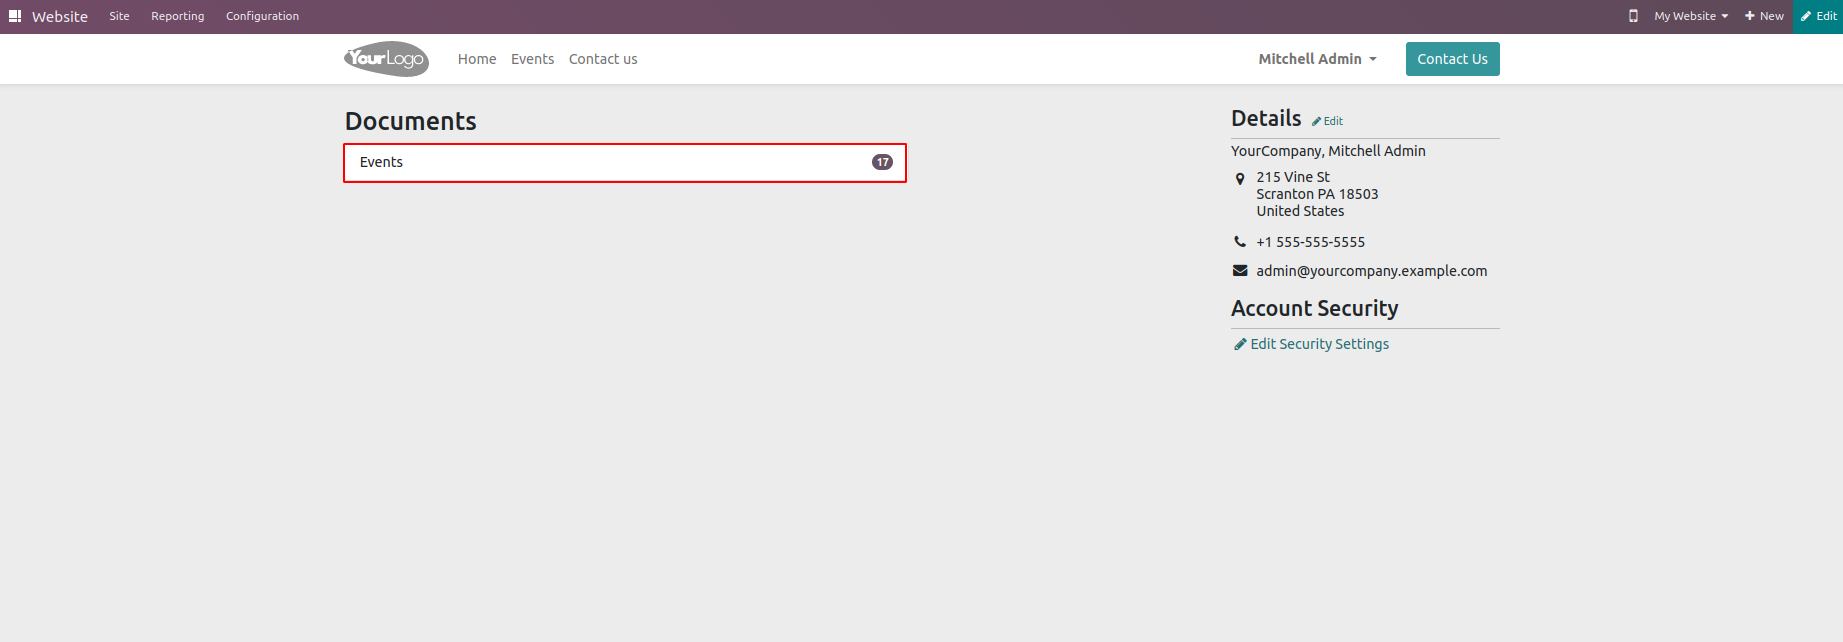 Website Site Reporting Configuration My Website New Edit
YourLogo Home Events Contact us Mitchell Admin Contact Us
Documents
Events 17
Details Edit
YourCompany, Mitchell Admin
215 Vine St
Scranton PA 18503
United States
+1 555-555-5555
admin@yourcompany.example.com
Account Security
Edit Security Settings